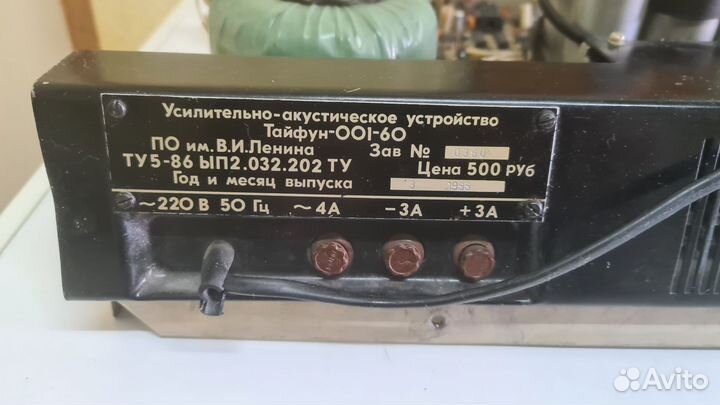 Усилительно-акустическое устройство
Тайфун-001-60
ПО им. В.И.Ленина Зав №
ТУ5-86 ЫП2.032.202 ТУ Цена 500 РУБ
Год и месяц выпуска
~220 В 50 Гц ~4А -3А +3А
Avito